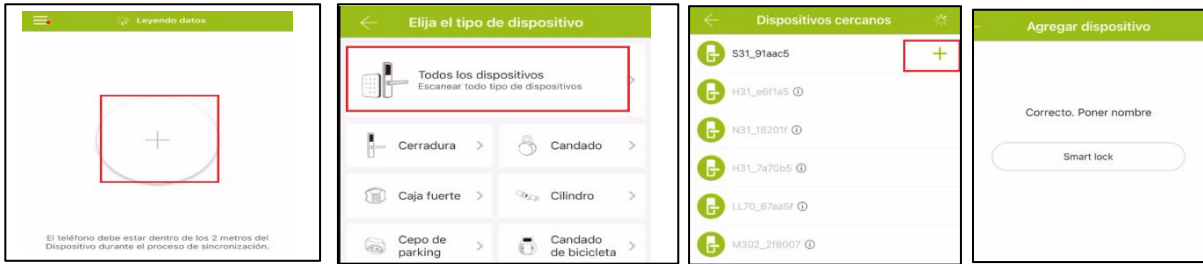 Leyendo datos
El teléfono debe estar dentro de los 2 metros del
Dispositivo durante el proceso de sincronización.
Elija el tipo de dispositivo
Todos los dispositivos
Escanear todo tipo de dispositivos
Cerradura
Candado
Caja fuerte
Cilindro
Cepo de
parking
Candado
de bicicleta
Dispositivos cercanos
S31_91aac5
H31_e6f1a5
N31_18201f
H31_7a70b5
LL70_67aa5f
M302_2f8007
Agregar dispositivo
Correcto. Poner nombre
Smart lock